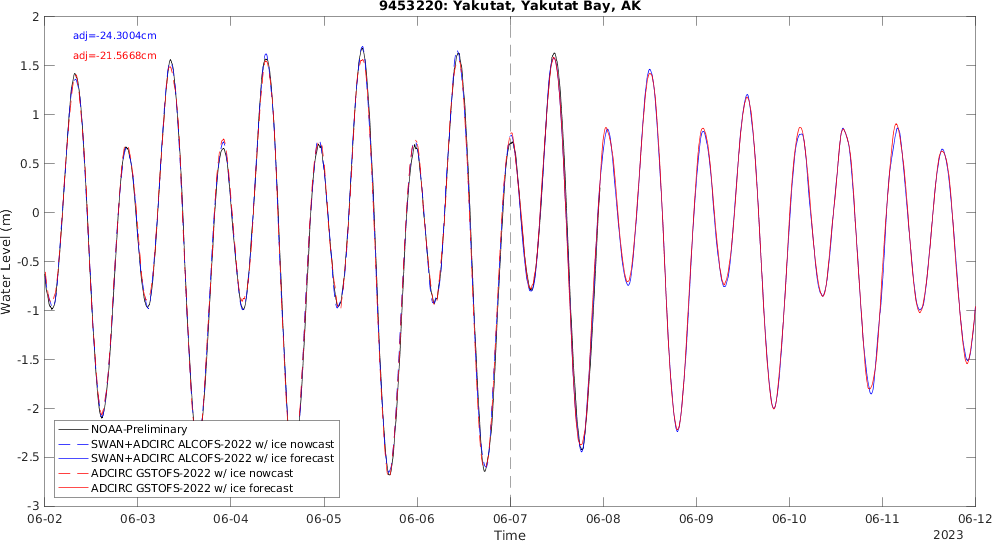 9453220: Yakutat, Yakutat Bay, AK
adj=-24.3004cm
adj=-21.5668cm
2
1.5
1
0.5
0
-0.5
-1
-1.5
-2
-2.5
-3
Water Level (m)
NOAA-Preliminary
SWAN+ADCIRC ALCOFS-2022 w/ ice nowcast
SWAN+ADCIRC ALCOFS-2022 w/ ice forecast
ADCIRC GSTOFS-2022 w/ ice nowcast
ADCIRC GSTOFS-2022 w/ ice forecast
06-02 06-03 06-04 06-05 06-06 06-07 06-08 06-09 06-10 06-11 06-12
Time
2023